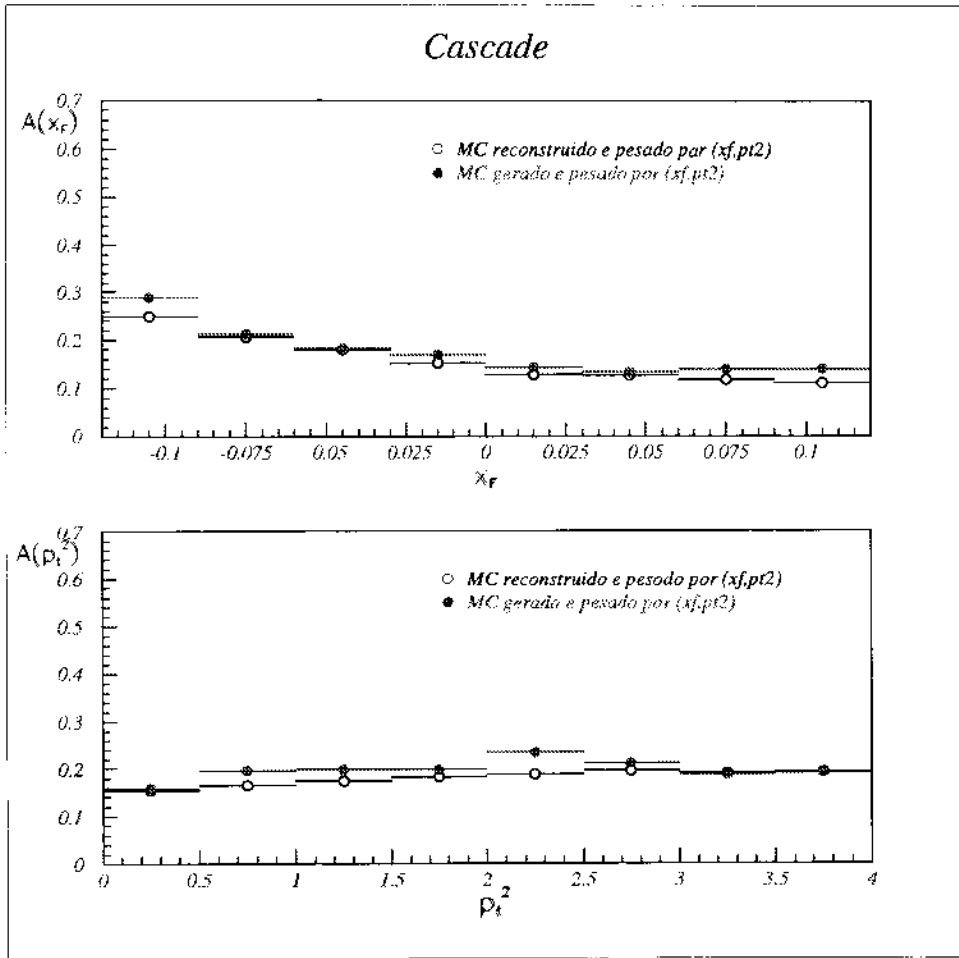 Cascade
A(x_F)
0.7
0.6
0.5
0.4
0.3
0.2
0.1
0
MC reconstruido e pesado par (xf,pt2)
MC gerado e pesado por (xf,pt2)
-0.1 -0.075 0.05 0.025 0 0.025 0.05 0.075 0.1
x_F
A(p_t^2)
0.7
0.6
0.5
0.4
0.3
0.2
0.1
0
MC reconstruido e pesodo por (xf,pt2)
MC gerado e pesado por (xf,pt2)
0 0.5 1 1.5 2 2.5 3 3.5 4
p_t^2